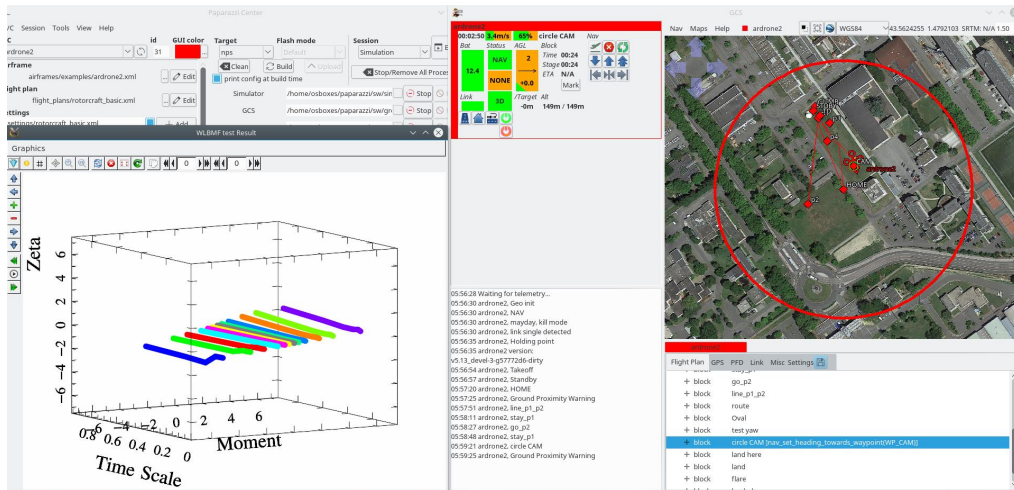 Paparazzi Center
Session Tools View Help
id GUI color Target Flash mode Session
ardrone2 31 nps Default Simulation
Clean Build Upload
Stop/Remove All Proce
airframes/examples/ardrone2.xml ... Edit
print config at build time
flight_plans/rotorcraft_basic.xml ... Edit
Simulator /home/osboxes/paparazzi/sw/sin Stop
GCS /home/osboxes/paparazzi/sw/gr Stop
settings/rotorcraft_basic.xml Add
WLBMF test Result
Graphics
0 0
Zeta
6
4
2
0
-2
-4
-6
0.8 0.6 0.4 0.2 0
Time Scale
-4 -2 0 2 4 6
Moment
GCS
ardrone2
00:02:50 3.4m/s 65% circle CAM Nav
Bat Status AGL Block
12.4 NAV 2 Time 00:24
Stage 00:24
NONE +0.0 ETA N/A
Mark
Link 3D /Target Alt
-0m 149m / 149m
05:56:28 Waiting for telemetry...
05:56:30 ardrone2, Geo init
05:56:30 ardrone2, NAV
05:56:30 ardrone2, mayday, kill mode
05:56:30 ardrone2, link single detected
05:56:35 ardrone2, Holding point
05:56:35 ardrone2 version:
v5.13_devel-3-g57772d6-dirty
05:56:54 ardrone2, Takeoff
05:56:57 ardrone2, Standby
05:57:20 ardrone2, HOME
05:57:25 ardrone2, Ground Proximity Warning
05:57:51 ardrone2, line_p1_p2
05:58:11 ardrone2, stay_p1
05:58:27 ardrone2, go_p2
05:58:48 ardrone2, stay_p1
05:59:21 ardrone2, circle CAM
05:59:25 ardrone2, Ground Proximity Warning
Nav Maps Help ardrone2 WGS84 43.5624255 1.4792103 SRTM: N/A 1.50
p4
CAM
ardrone2
HOME
p2
ardrone2
Flight Plan GPS PFD Link Misc Settings
block stay_p1
block go_p2
block line_p1_p2
block route
block Oval
block test yaw
block circle CAM [nav_set_heading_towards_waypoint(WP_CAM)]
block land here
block land
block flare